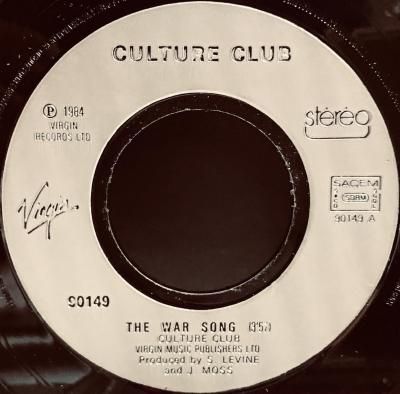 CULTURE CLUB
Ⓟ 1984
VIRGIN
RECORDS LTD
stéréo
Virgin
SACEM
SDRM
90149 A
90149
THE WAR SONG (3'57)
CULTURE CLUB
VIRGIN MUSIC PUBLISHERS LTD
Produced by S. LEVINE
and J. MOSS